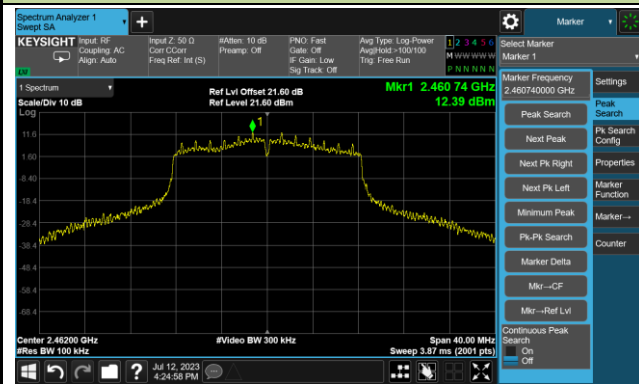 Spectrum Analyzer 1
Swept SA
Marker
KEYSIGHT
Input: RF
Coupling: AC
Align: Auto
Input Z: 50 Ω
Corr CCorr
Freq Ref: Int (S)
#Atten: 10 dB
Preamp: Off
PNO: Fast
Gate: Off
IF Gain: Low
Sig Track: Off
Avg Type: Log-Power
Avg|Hold:>100/100
Trig: Free Run
1 2 3 4 5 6
M W W W W W
P N N N N N
LXI
Select Marker
Marker 1
1 Spectrum
Scale/Div 10 dB
Log
Ref Lvl Offset 21.60 dB
Ref Level 21.60 dBm
Mkr1 2.460 74 GHz
12.39 dBm
1
11.6
1.60
-8.40
-18.4
-28.4
-38.4
-48.4
-58.4
-68.4
Center 2.46200 GHz
#Res BW 100 kHz
#Video BW 300 kHz
Span 40.00 MHz
Sweep 3.87 ms (2001 pts)
Marker Frequency
2.460740000 GHz
Peak Search
Next Peak
Next Pk Right
Next Pk Left
Minimum Peak
Pk-Pk Search
Marker Delta
Mkr→CF
Mkr→Ref Lvl
Continuous Peak
Search
On
Off
Settings
Peak
Search
Pk Search
Config
Properties
Marker
Function
Marker→
Counter
Jul 12, 2023
4:24:58 PM